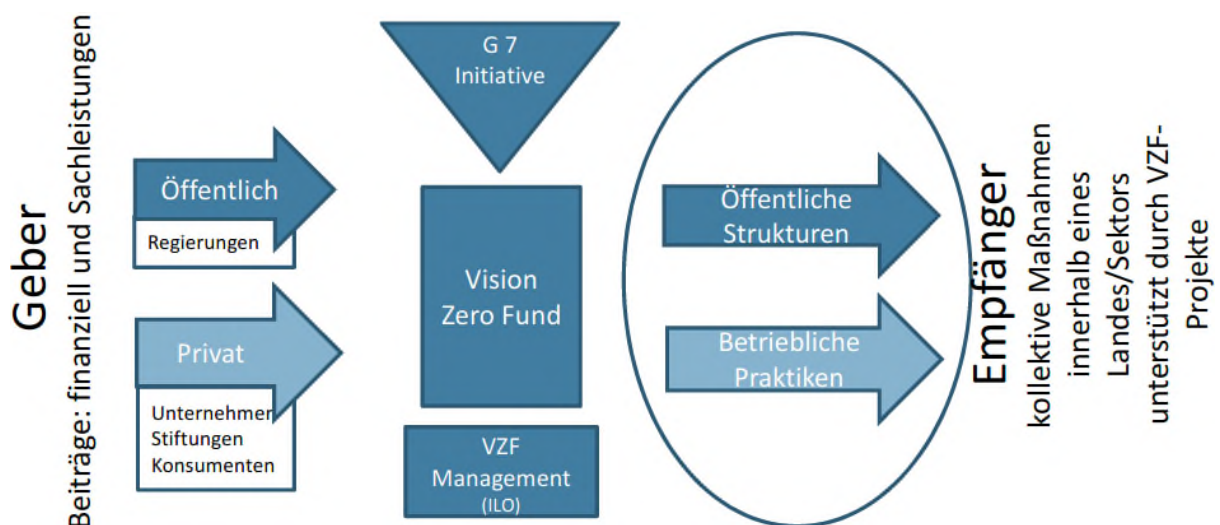 Geber
Beiträge: finanziell und Sachleistungen
Öffentlich
Regierungen
Privat
Unternehmen
Stiftungen
Konsumenten
G 7
Initiative
Vision
Zero Fund
VZF
Management
(ILO)
Öffentliche
Strukturen
Betriebliche
Praktiken
Empfänger
kollektive Maßnahmen
innerhalb eines
Landes/Sektors
unterstützt durch VZF-
Projekte